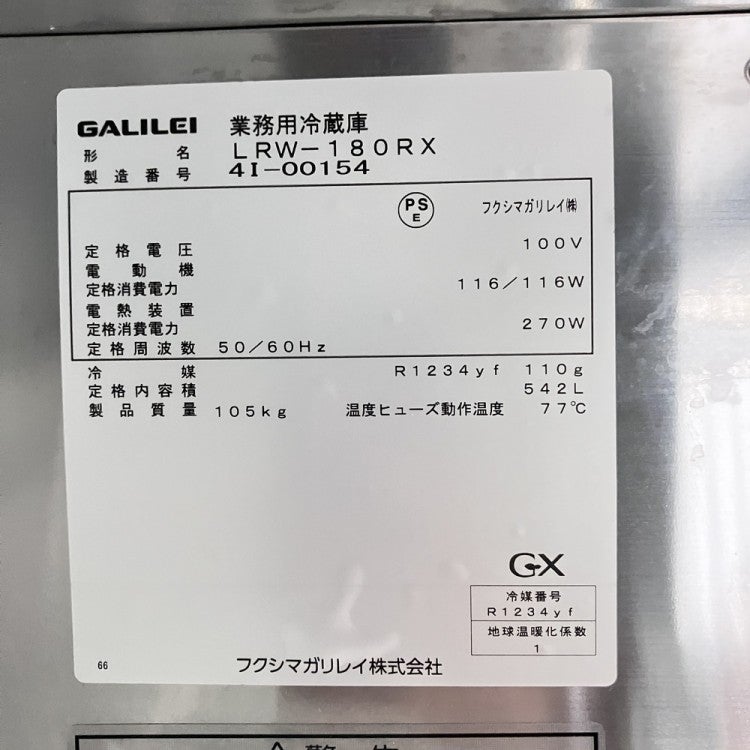 GALILEI 業務用冷蔵庫
形名 LRW-180RX
製造番号 4I-00154
PS E フクシマガリレイ㈱
定格電圧 100V
電動機
定格消費電力 116/116W
電熱装置
定格消費電力 270W
定格周波数 50/60Hz
冷媒 R1234yf 110g
定格内容積 542L
製品質量 105kg 温度ヒューズ動作温度 77℃
GX
冷媒番号
R1234yf
地球温暖化係数
1
66 フクシマガリレイ株式会社